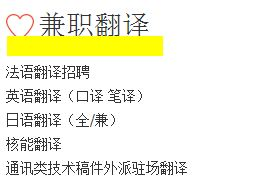 兼职翻译
法语翻译招聘
英语翻译（口译 笔译）
日语翻译（全/兼）
核能翻译
通讯类技术稿件外派驻场翻译